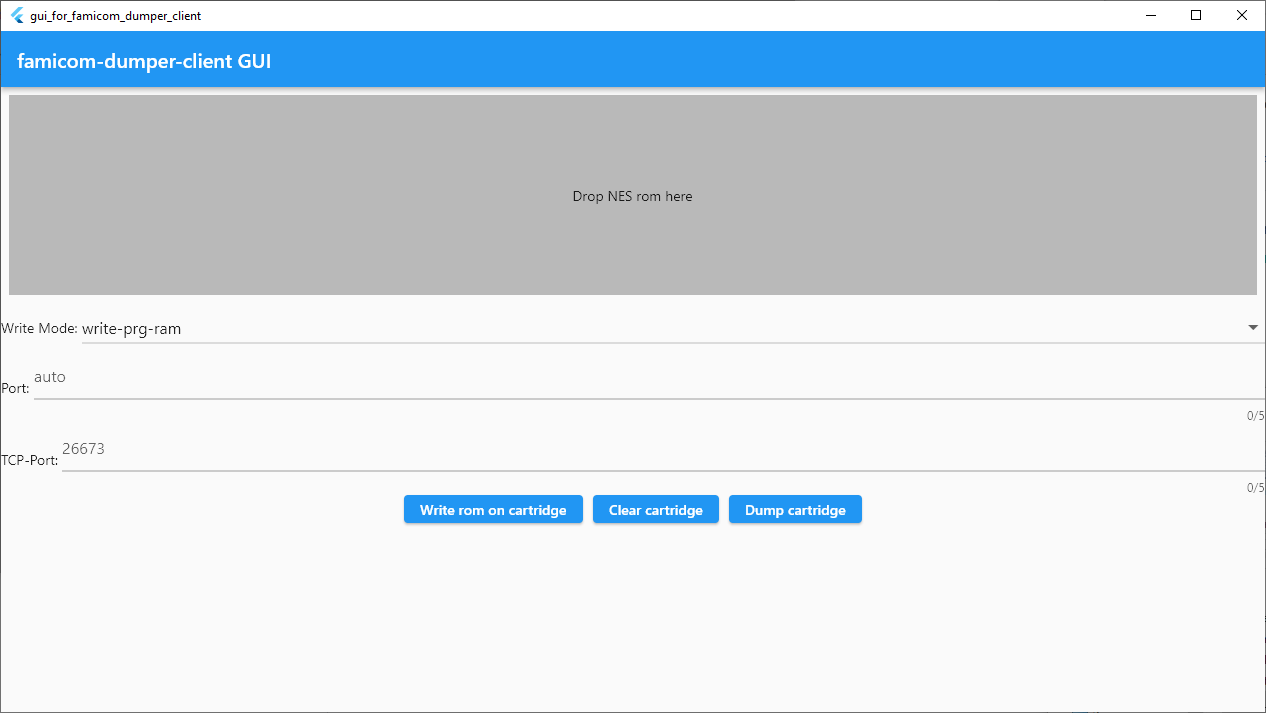 gui_for_famicom_dumper_client
famicom-dumper-client GUI
Drop NES rom here
Write Mode: write-prg-ram
Port: auto
0/5
TCP-Port: 26673
0/5
Write rom on cartridge Clear cartridge Dump cartridge